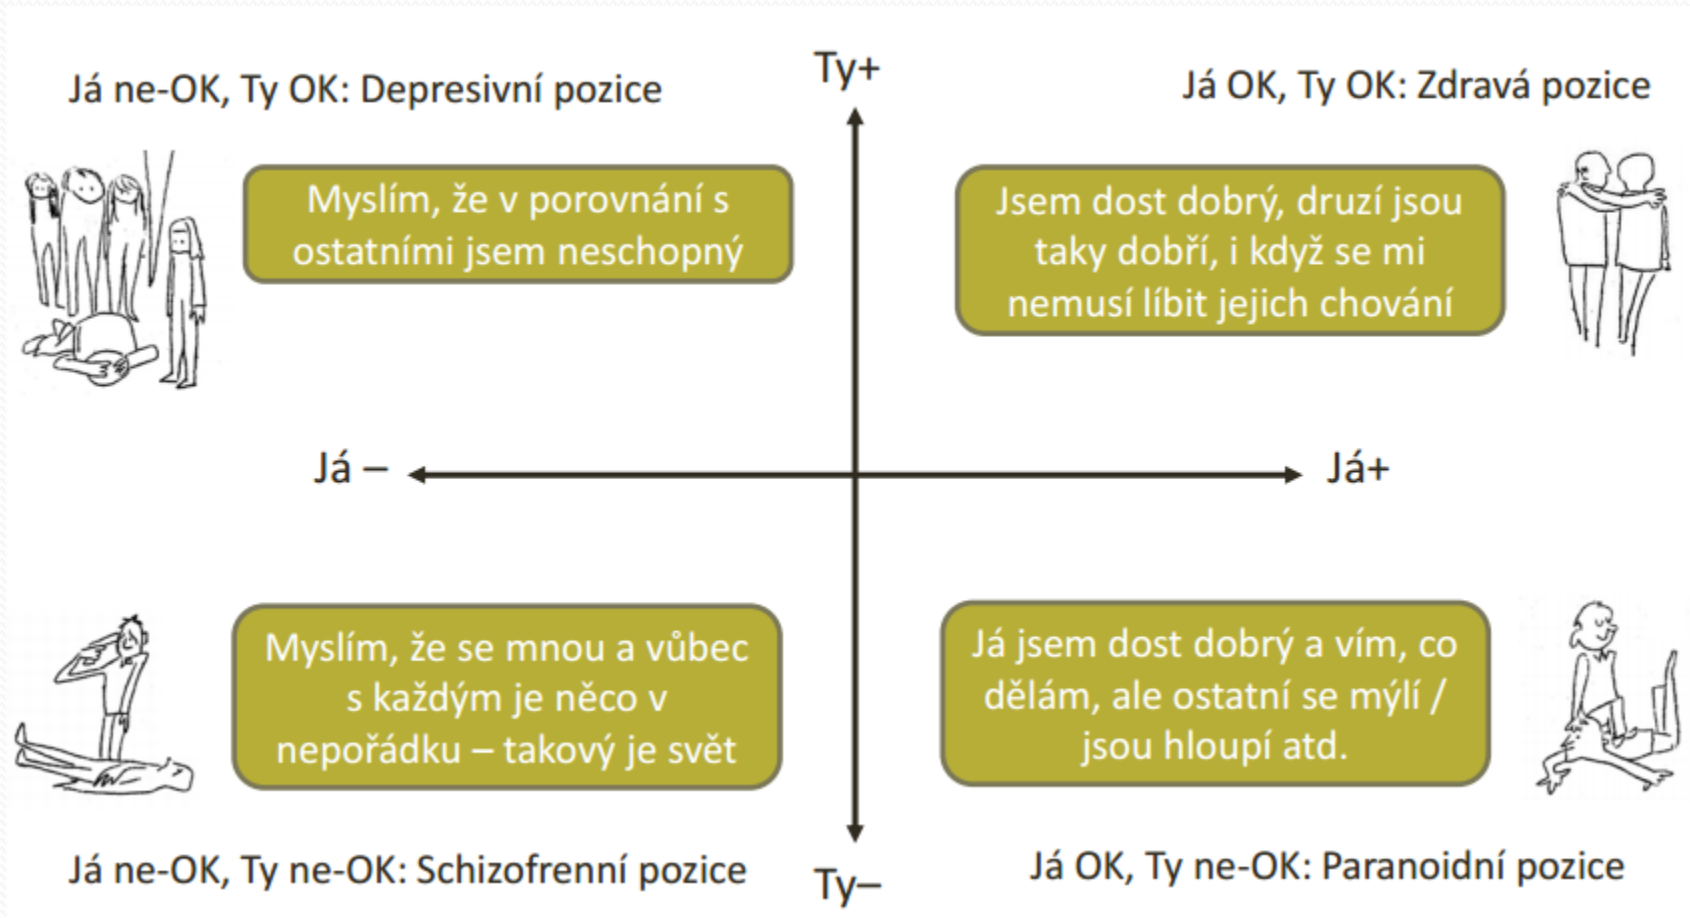 Ty+
Já ne-OK, Ty OK: Depresivní pozice
Já OK, Ty OK: Zdravá pozice
Myslím, že v porovnání s
ostatními jsem neschopný
Jsem dost dobrý, druzí jsou
taky dobří, i když se mi
nemusí líbit jejich chování
Já –
Já+
Myslím, že se mnou a vůbec
s každým je něco v
nepořádku – takový je svět
Já jsem dost dobrý a vím, co
dělám, ale ostatní se mýlí /
jsou hloupí atd.
Já ne-OK, Ty ne-OK: Schizofrenní pozice
Já OK, Ty ne-OK: Paranoidní pozice
Ty–